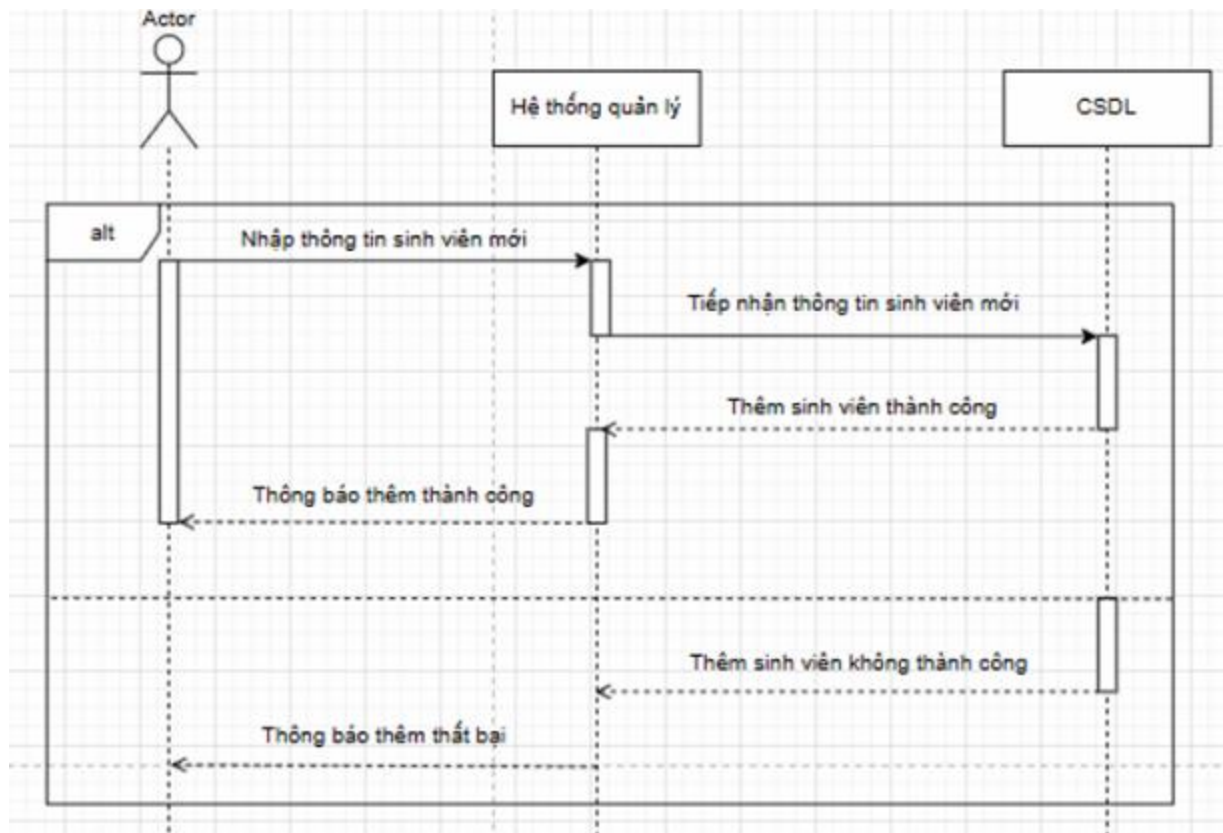 Actor
Hệ thống quản lý
CSDL
alt
Nhập thông tin sinh viên mới
Tiếp nhận thông tin sinh viên mới
Thêm sinh viên thành công
Thông báo thêm thành công
Thêm sinh viên không thành công
Thông báo thêm thất bại